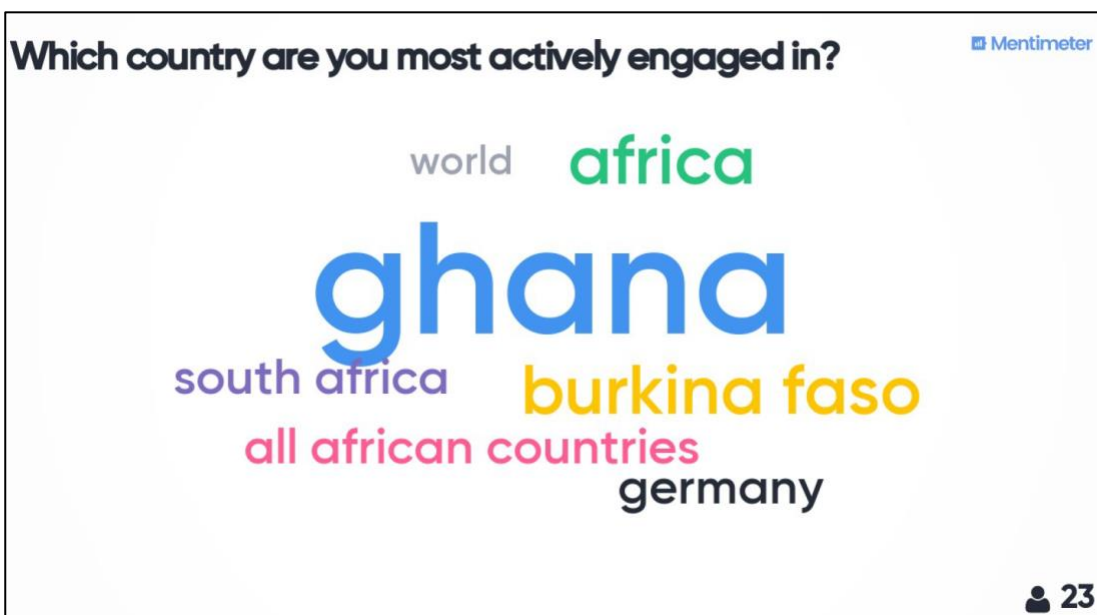 Which country are you most actively engaged in?
Mentimeter
world
africa
ghana
south africa
burkina faso
all african countries
germany
23